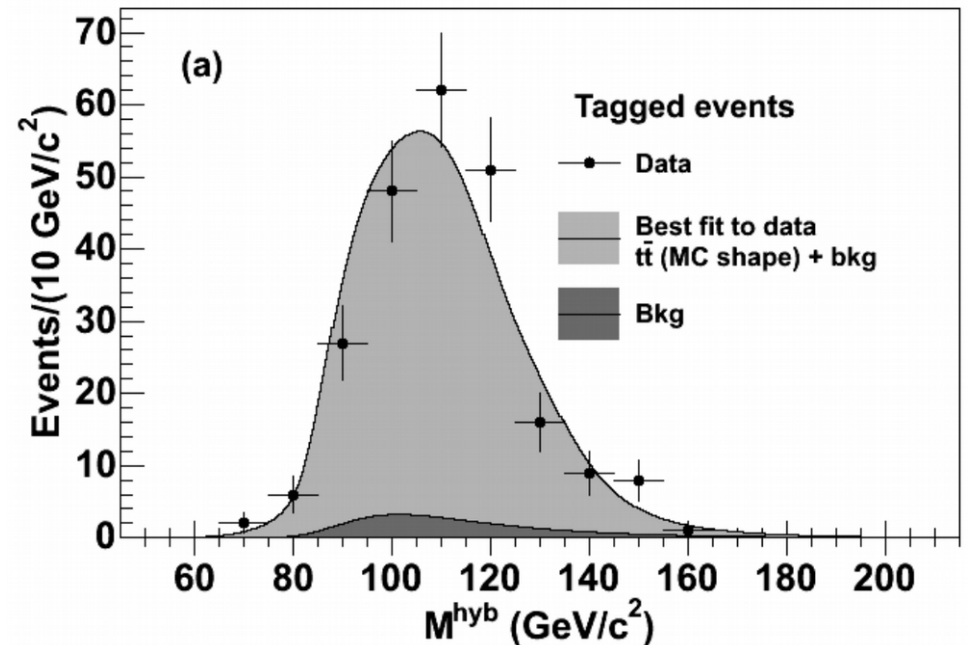 (a)
Tagged events
Data
Best fit to data
tt̄ (MC shape) + bkg
Bkg
Events/(10 GeV/c²)
70
60
50
40
30
20
10
0
60 80 100 120 140 160 180 200
Mʰʸᵇ (GeV/c²)